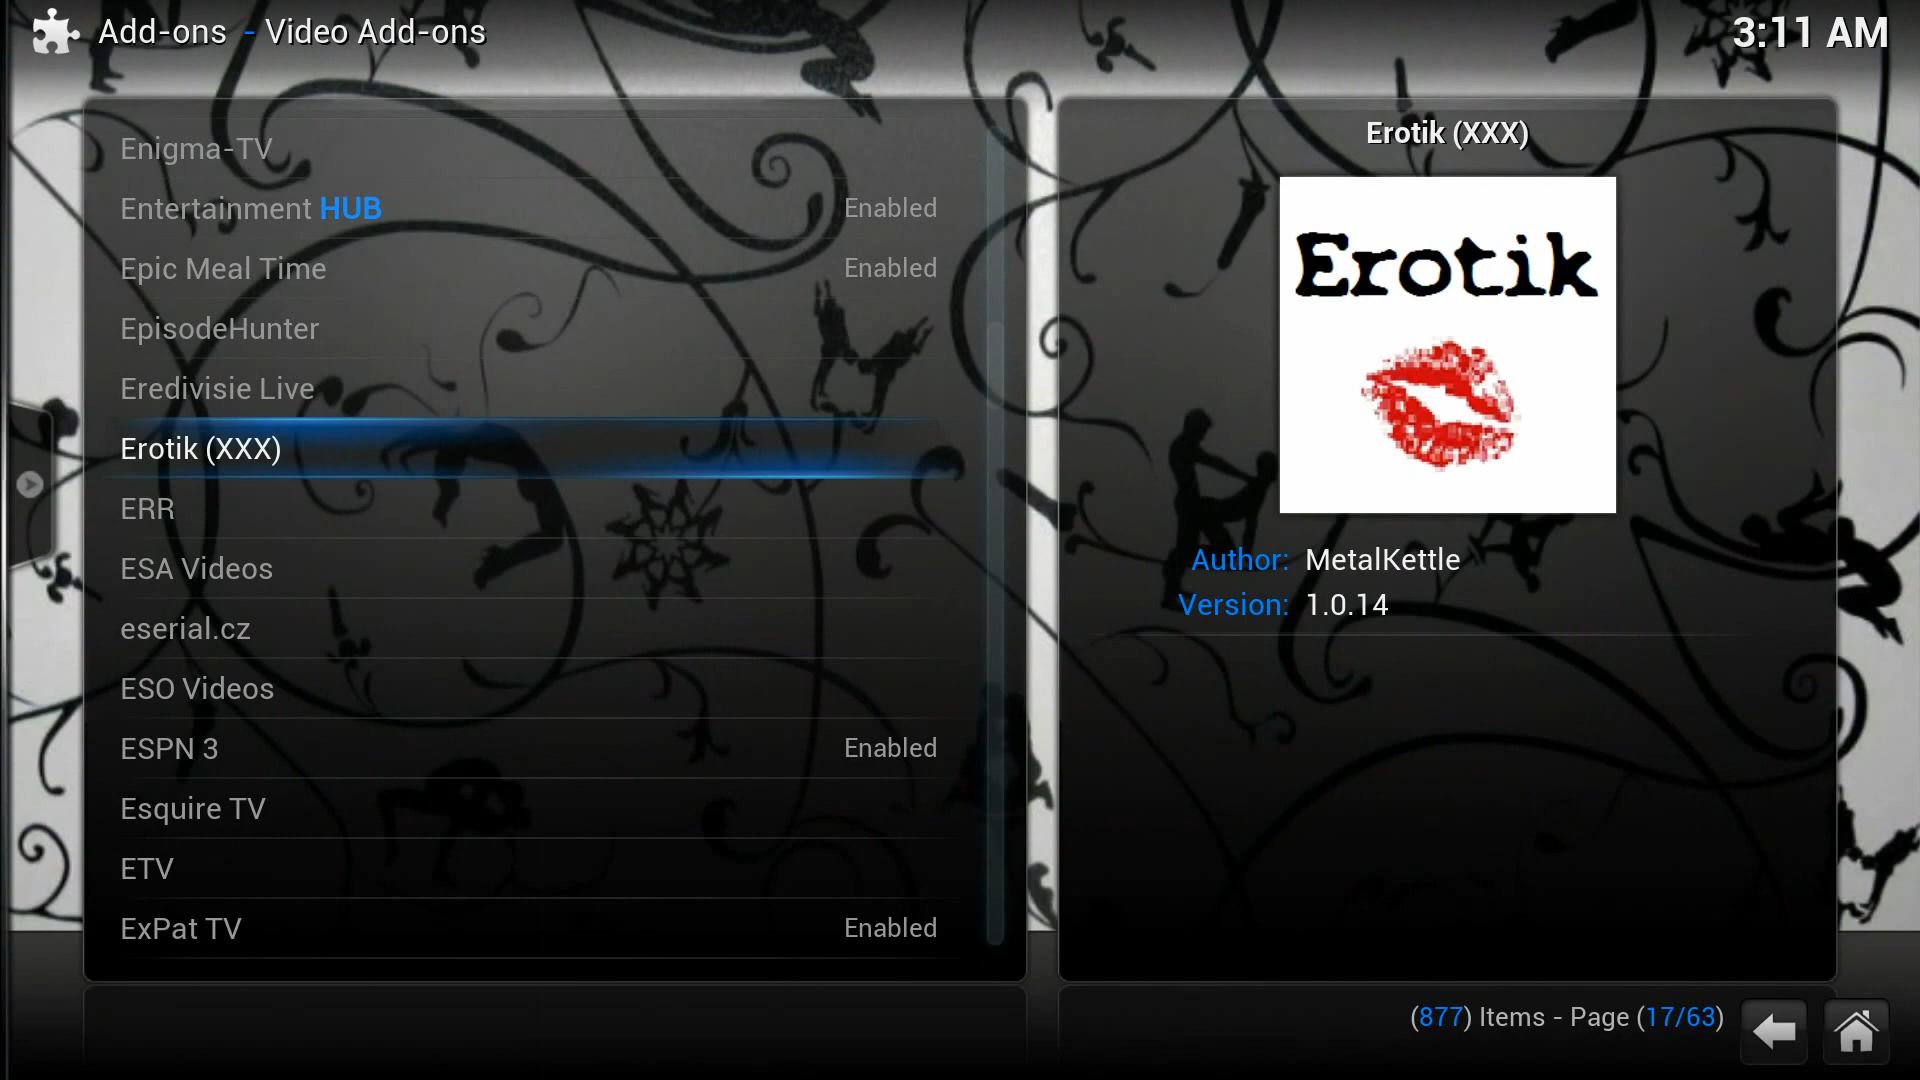 Add-ons - Video Add-ons
3:11 AM
Enigma-TV
Entertainment HUB Enabled
Epic Meal Time Enabled
EpisodeHunter
Eredivisie Live
Erotik (XXX)
ERR
ESA Videos
eserial.cz
ESO Videos
ESPN 3 Enabled
Esquire TV
ETV
ExPat TV Enabled
Erotik (XXX)
Erotik
Author: MetalKettle
Version: 1.0.14
(877) Items - Page (17/63)